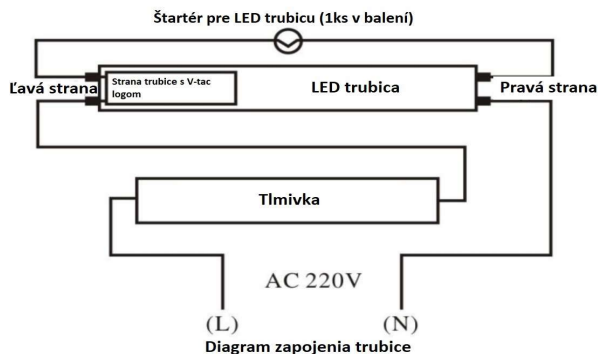 Štartér pre LED trubicu (1ks v balení)
Strana trubice s V-tac
logom
LED trubica
Ľavá strana
Pravá strana
Tlmivka
AC 220V
(L)
(N)
Diagram zapojenia trubice